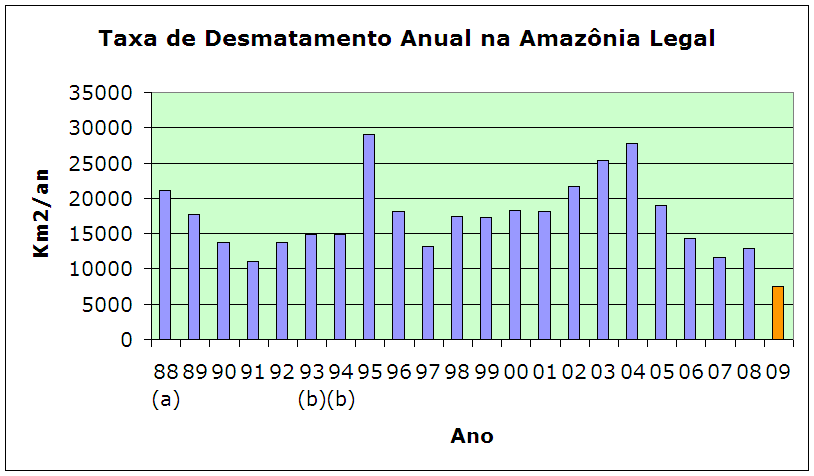 Taxa de Desmatamento Anual na Amazônia Legal
35000
30000
25000
20000
15000
10000
5000
0
Km2/an
88 89 90 91 92 93 94 95 96 97 98 99 00 01 02 03 04 05 06 07 08 09
(a) (b) (b)
Ano